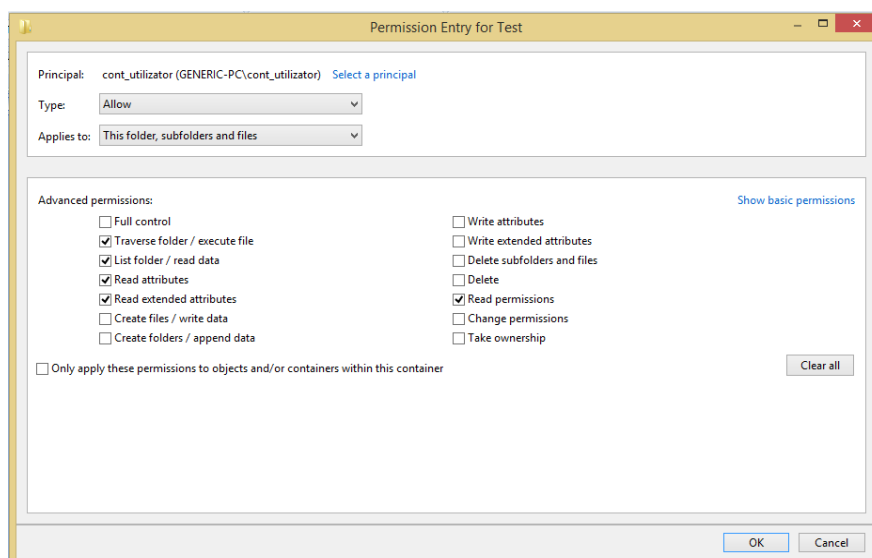 Permission Entry for Test
Principal: cont_utilizator (GENERIC-PC\cont_utilizator) Select a principal
Type: Allow
Applies to: This folder, subfolders and files
Advanced permissions: Show basic permissions
Full control Write attributes
Traverse folder / execute file Write extended attributes
List folder / read data Delete subfolders and files
Read attributes Delete
Read extended attributes Read permissions
Create files / write data Change permissions
Create folders / append data Take ownership
Only apply these permissions to objects and/or containers within this container Clear all
OK Cancel